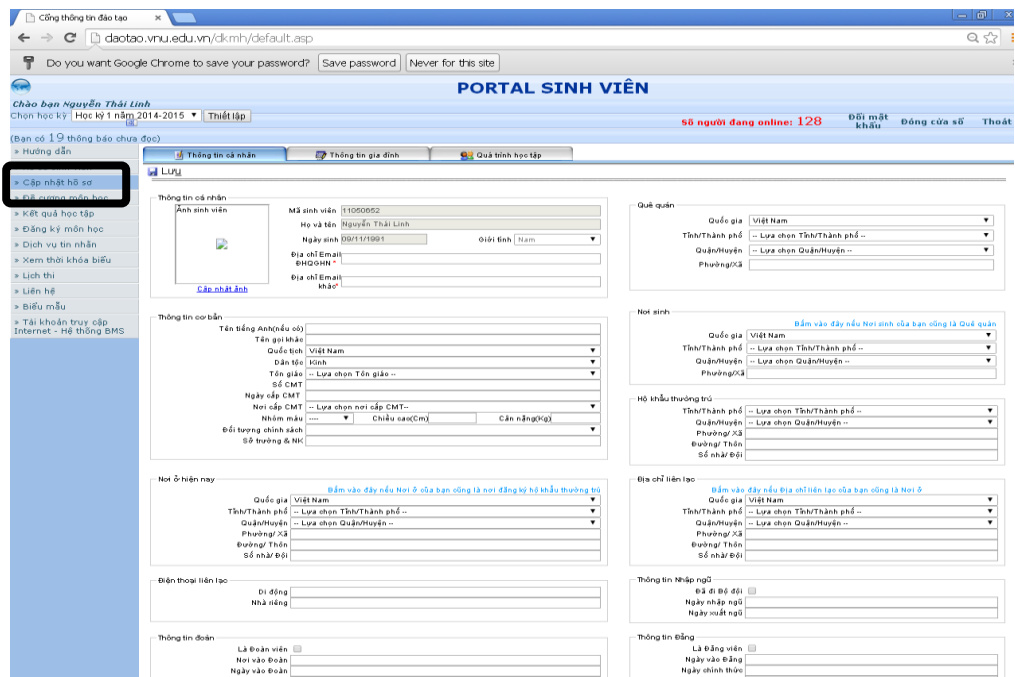 Cổng thông tin đào tạo
daotao.vnu.edu.vn/dkmh/default.asp
Do you want Google Chrome to save your password? Save password Never for this site
PORTAL SINH VIÊN
Chào bạn Nguyễn Thái Linh
Chọn học kỳ Học kỳ 1 năm 2014-2015 Thiết lập
Số người đang online: 128 Đổi mật khẩu Đóng cửa sổ Thoát
(Bạn có 19 thông báo chưa đọc)
» Hướng dẫn
» Cập nhật hồ sơ
» Đề cương môn học
» Kết quả học tập
» Đăng ký môn học
» Dịch vụ tin nhắn
» Xem thời khóa biểu
» Lịch thi
» Liên hệ
» Biểu mẫu
» Tài khoản truy cập
Internet - Hệ thống BMS
Thông tin cá nhân Thông tin gia đình Quá trình học tập
Lưu
Thông tin cá nhân
Ảnh sinh viên
Cập nhật ảnh
Mã sinh viên 11050652
Họ và tên Nguyễn Thái Linh
Ngày sinh 09/11/1991 Giới tính Nam
Địa chỉ Email
ĐHQGHN *
Địa chỉ Email
khác*
Quê quán
Quốc gia Việt Nam
Tỉnh/Thành phố -- Lựa chọn Tỉnh/Thành phố --
Quận/Huyện -- Lựa chọn Quận/Huyện --
Phường/Xã
Thông tin cơ bản
Tên tiếng Anh(nếu có)
Tên gọi khác
Quốc tịch Việt Nam
Dân tộc Kinh
Tôn giáo -- Lựa chọn Tôn giáo --
Số CMT
Ngày cấp CMT
Nơi cấp CMT -- Lựa chọn nơi cấp CMT--
Nhóm máu ---- Chiều cao(Cm) Cân nặng(Kg)
Đối tượng chính sách
Sở trường & NK
Nơi sinh
Bấm vào đây nếu Nơi sinh của bạn cũng là Quê quán
Quốc gia Việt Nam
Tỉnh/Thành phố -- Lựa chọn Tỉnh/Thành phố --
Quận/Huyện -- Lựa chọn Quận/Huyện --
Phường/Xã
Hộ khẩu thường trú
Tỉnh/Thành phố -- Lựa chọn Tỉnh/Thành phố --
Quận/Huyện -- Lựa chọn Quận/Huyện --
Phường/ Xã
Đường/ Thôn
Số nhà/ Đội
Nơi ở hiện nay
Bấm vào đây nếu Nơi ở của bạn cũng là nơi đăng ký hộ khẩu thường trú
Quốc gia Việt Nam
Tỉnh/Thành phố -- Lựa chọn Tỉnh/Thành phố --
Quận/Huyện -- Lựa chọn Quận/Huyện --
Phường/ Xã
Đường/ Thôn
Số nhà/ Đội
Địa chỉ liên lạc
Bấm vào đây nếu Địa chỉ liên lạc của bạn cũng là Nơi ở
Quốc gia Việt Nam
Tỉnh/Thành phố -- Lựa chọn Tỉnh/Thành phố --
Quận/Huyện -- Lựa chọn Quận/Huyện --
Phường/ Xã
Đường/ Thôn
Số nhà/ Đội
Điện thoại liên lạc
Di động
Nhà riêng
Thông tin Nhập ngũ
Đã đi Bộ đội
Ngày nhập ngũ
Ngày xuất ngũ
Thông tin đoàn
Là Đoàn viên
Nơi vào Đoàn
Ngày vào Đoàn
Thông tin Đảng
Là Đảng viên
Ngày vào Đảng
Ngày chính thức